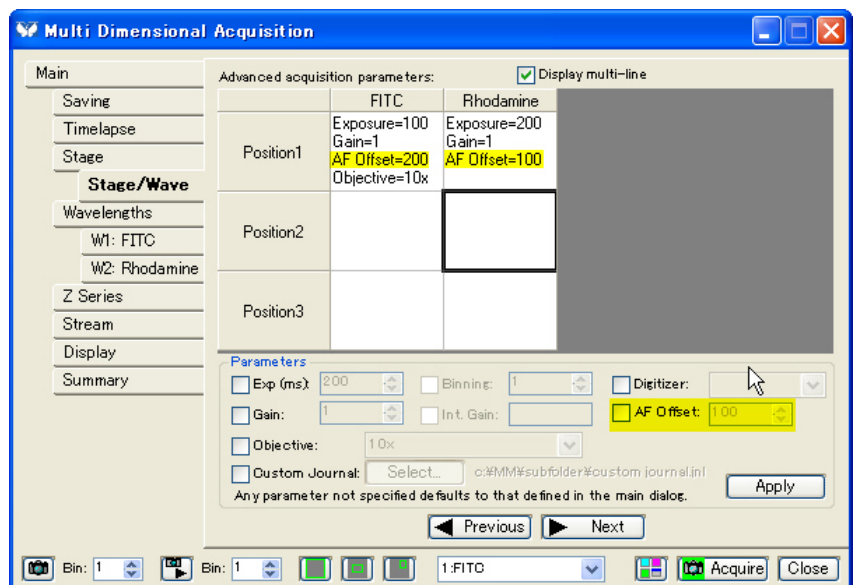 Multi Dimensional Acquisition
Main
Saving
Timelapse
Stage
Stage/Wave
Wavelengths
W1: FITC
W2: Rhodamine
Z Series
Stream
Display
Summary
Advanced acquisition parameters:
Display multi-line
FITC Rhodamine
Position1
Exposure=100
Gain=1
AF Offset=200
Objective=10x
Exposure=200
Gain=1
AF Offset=100
Position2
Position3
Parameters
Exp (ms): 200 Binning: 1 Digitizer:
Gain: 1 Int. Gain: AF Offset: 100
Objective: 10x
Custom Journal: Select... c:¥MM¥subfolder¥custom journal.jnl
Any parameter not specified defaults to that defined in the main dialog.
Apply
Previous Next
Bin: 1 Bin: 1 1:FITC Acquire Close